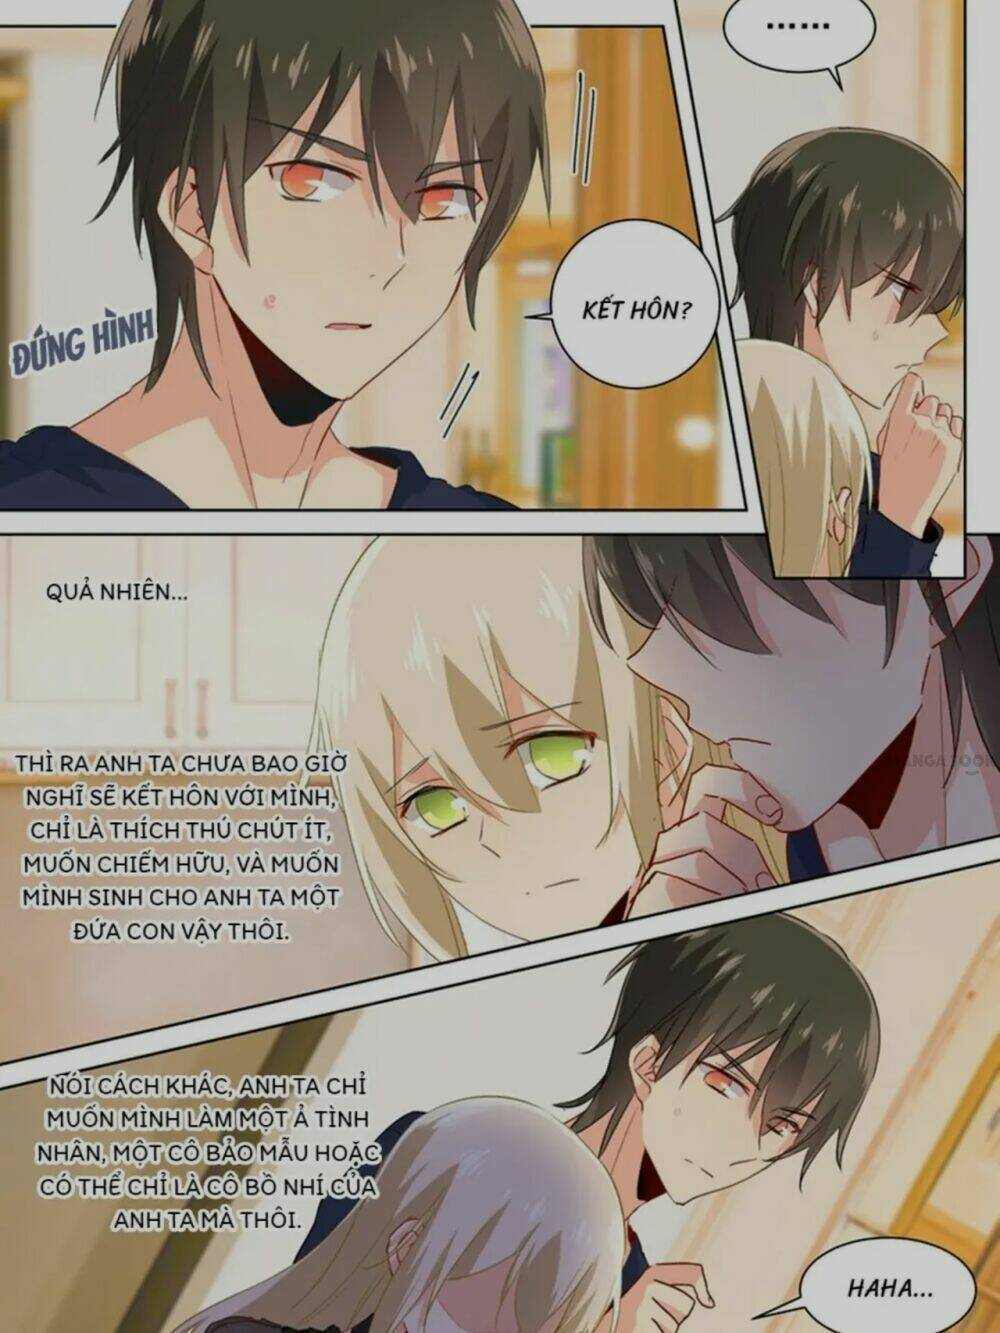 ......
KẾT HÔN?
ĐỨNG HÌNH
QUẢ NHIÊN...
THÌ RA ANH TA CHƯA BAO GIỜ
NGHĨ SẼ KẾT HÔN VỚI MÌNH,
CHỈ LÀ THÍCH THÚ CHÚT ÍT,
MUỐN CHIẾM HỮU, VÀ MUỐN
MÌNH SINH CHO ANH TA MỘT
ĐỨA CON VẬY THÔI.
MANGATOON
NÓI CÁCH KHÁC, ANH TA CHỈ
MUỐN MÌNH LÀM MỘT Ả TÌNH
NHÂN, MỘT CÔ BẢO MẪU HOẶC
CÓ THỂ CHỈ LÀ CÔ BỒ NHÍ CỦA
ANH TA MÀ THÔI.
HAHA...